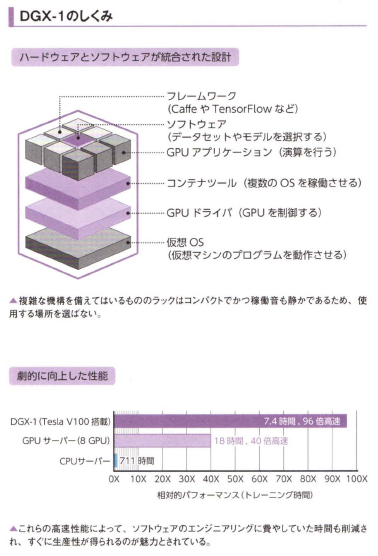 DGX-1のしくみ
ハードウェアとソフトウェアが統合された設計
フレームワーク
(Caffe や TensorFlow など)
ソフトウェア
(データセットやモデルを選択する)
GPU アプリケーション(演算を行う)
コンテナツール(複数の OS を稼働させる)
GPU ドライバ(GPU を制御する)
仮想 OS
(仮想マシンのプログラムを動作させる)
▲複雑な機構を備えてはいるもののラックはコンパクトでかつ稼働音も静かであるため、使
用する場所を選ばない。
劇的に向上した性能
DGX-1 (Tesla V100 搭載) 7.4 時間 , 96 倍高速
GPU サーバー(8 GPU) 18 時間 , 40 倍高速
CPUサーバー 711 時間
0X 10X 20X 30X 40X 50X 60X 70X 80X 90X 100X
相対的パフォーマンス(トレーニング時間)
▲これらの高速性能によって、ソフトウェアのエンジニアリングに費やしていた時間も削減さ
れ、すぐに生産性が得られるのが魅力とされている。